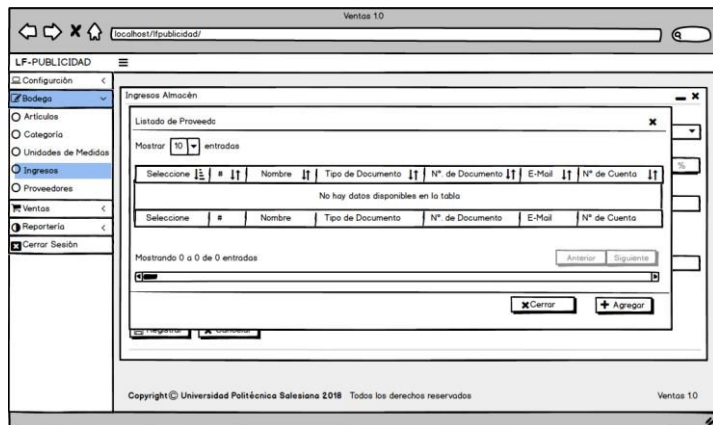 Ventas 1.0
localhost/lfpublicidad/
LF-PUBLICIDAD
Configurción
Bodega
Artículos
Categoría
Unidades de Medidas
Ingresos
Proveedores
Ventas
Reportería
Cerrar Sesión
Ingresos Almacén
Listado de Proveedo
Mostrar 10 entradas
Seleccione # Nombre Tipo de Documento N°. de Documento E-Mail N° de Cuenta
No hay datos disponibles en la tabla
Seleccione # Nombre Tipo de Documento N°. de Documento E-Mail N° de Cuenta
Mostrando 0 a 0 de 0 entradas
Anterior Siguiente
Cerrar Agregar
%
Registrar Cancelar
Copyright © Universidad Politécnica Salesiana 2018 Todos los derechos reservados
Ventas 1.0